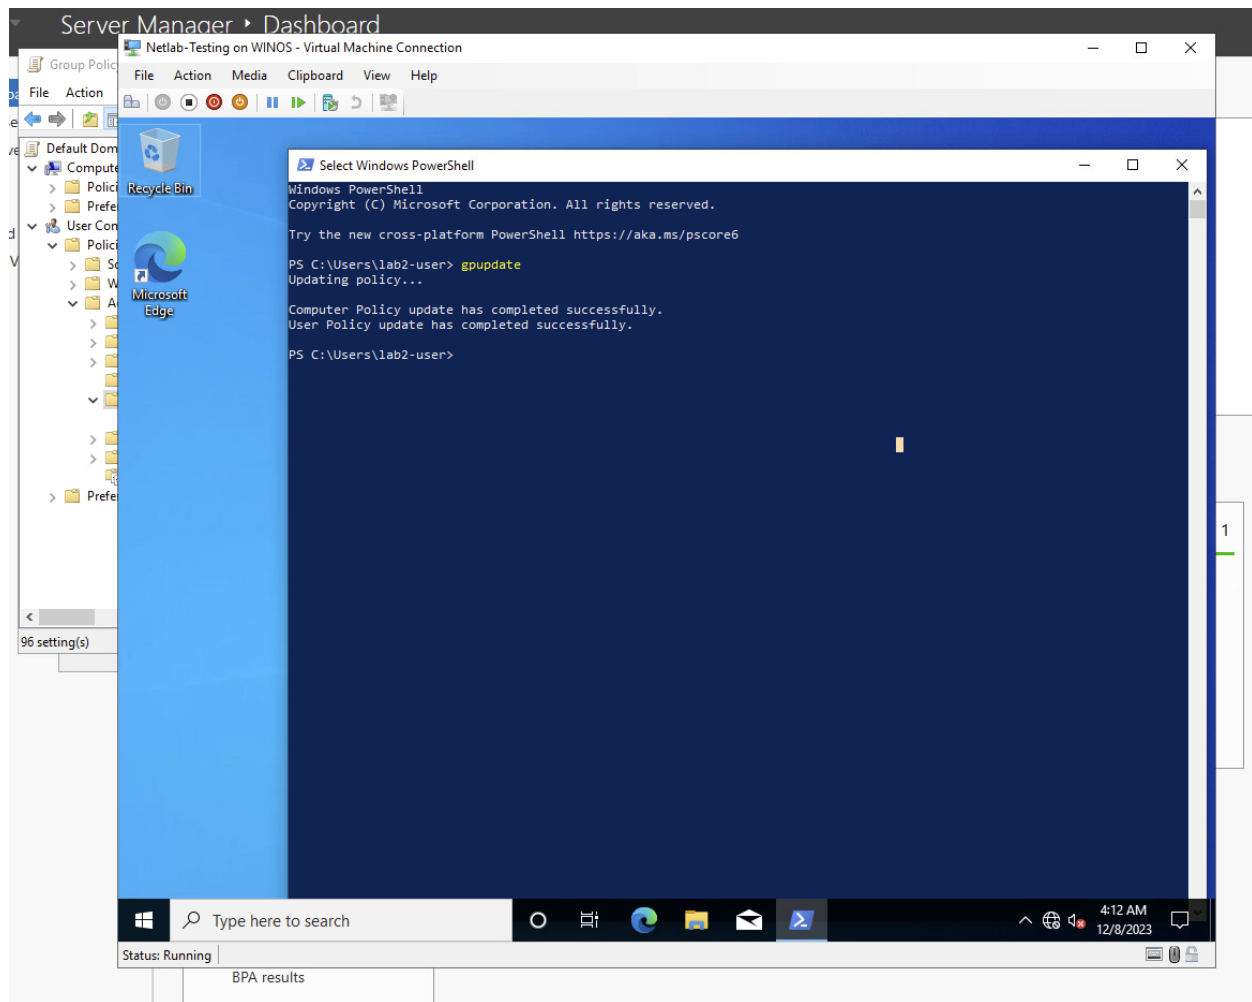 Server Manager ‣ Dashboard
Netlab-Testing on WINOS - Virtual Machine Connection
Group Polic
File Action Media Clipboard View Help
File Action
Default Dom
Compute
Polici
Prefe
User Con
Polici
Prefe
96 setting(s)
Recycle Bin
Microsoft
Edge
Select Windows PowerShell
Windows PowerShell
Copyright (C) Microsoft Corporation. All rights reserved.
Try the new cross-platform PowerShell https://aka.ms/pscore6
PS C:\Users\lab2-user> gpupdate
Updating policy...
Computer Policy update has completed successfully.
User Policy update has completed successfully.
PS C:\Users\lab2-user>
1
Type here to search
4:12 AM
12/8/2023
Status: Running
BPA results